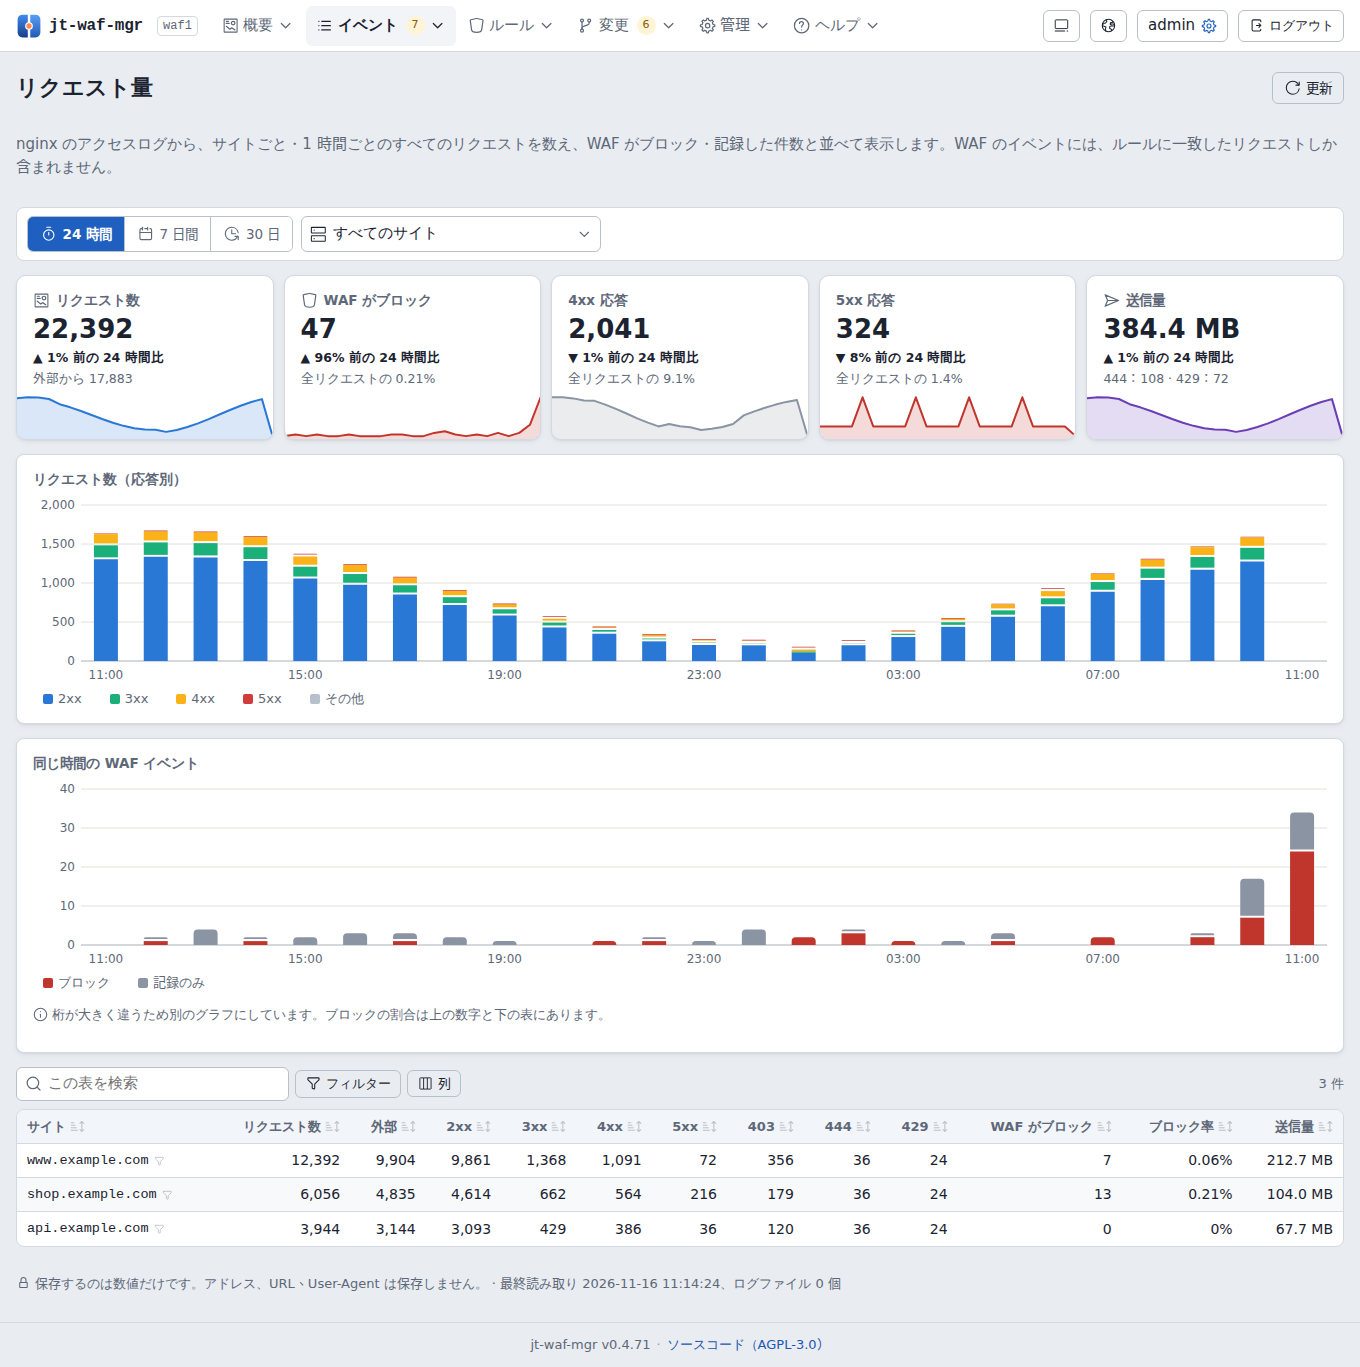 jt-waf-mgr waf1 概要 イベント 7 ルール 変更 6 管理 ヘルプ admin ログアウト
リクエスト量
更新
nginx のアクセスログから、サイトごと・1 時間ごとのすべてのリクエストを数え、WAF がブロック・記録した件数と並べて表示します。WAF のイベントには、ルールに一致したリクエストしか
含まれません。
24 時間 7 日間 30 日 すべてのサイト
リクエスト数
22,392
▲ 1% 前の 24 時間比
外部から 17,883
WAF がブロック
47
▲ 96% 前の 24 時間比
全リクエストの 0.21%
4xx 応答
2,041
▼ 1% 前の 24 時間比
全リクエストの 9.1%
5xx 応答
324
▼ 8% 前の 24 時間比
全リクエストの 1.4%
送信量
384.4 MB
▲ 1% 前の 24 時間比
444：108 · 429：72
リクエスト数（応答別）
2,000
1,500
1,000
500
0
11:00 15:00 19:00 23:00 03:00 07:00 11:00
2xx 3xx 4xx 5xx その他
同じ時間の WAF イベント
40
30
20
10
0
11:00 15:00 19:00 23:00 03:00 07:00 11:00
ブロック 記録のみ
桁が大きく違うため別のグラフにしています。ブロックの割合は上の数字と下の表にあります。
この表を検索 フィルター 列 3 件
サイト リクエスト数 外部 2xx 3xx 4xx 5xx 403 444 429 WAF がブロック ブロック率 送信量
www.example.com 12,392 9,904 9,861 1,368 1,091 72 356 36 24 7 0.06% 212.7 MB
shop.example.com 6,056 4,835 4,614 662 564 216 179 36 24 13 0.21% 104.0 MB
api.example.com 3,944 3,144 3,093 429 386 36 120 36 24 0 0% 67.7 MB
保存するのは数値だけです。アドレス、URL、User-Agent は保存しません。 · 最終読み取り 2026-11-16 11:14:24、ログファイル 0 個
jt-waf-mgr v0.4.71 · ソースコード（AGPL-3.0）